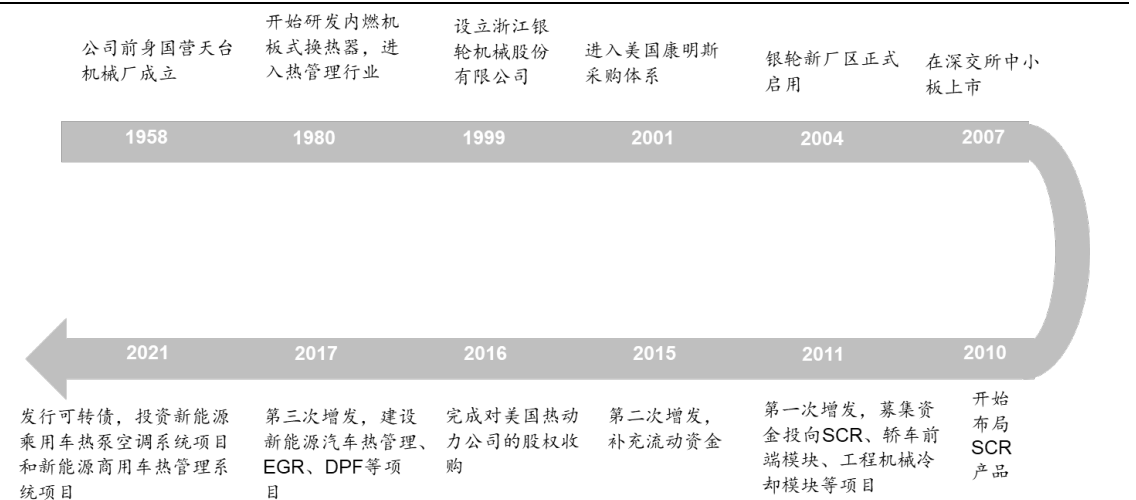 公司前身国营天台
机械厂成立
开始研发内燃机
板式换热器，进
入热管理行业
设立浙江银
轮机械股份
有限公司
进入美国康明斯
采购体系
银轮新厂区正式
启用
在深交所中小
板上市
1958
1980
1999
2001
2004
2007
2021
2017
2016
2015
2011
2010
发行可转债，投资新能源
乘用车热泵空调系统项目
和新能源商用车热管理系
统项目
第三次增发，建设
新能源汽车热管理、
EGR、DPF等项
目
完成对美国热动
力公司的股权收
购
第二次增发，
补充流动资金
第一次增发，募集资
金投向SCR、轿车前
端模块、工程机械冷
却模块等项目
开始
布局
SCR
产品